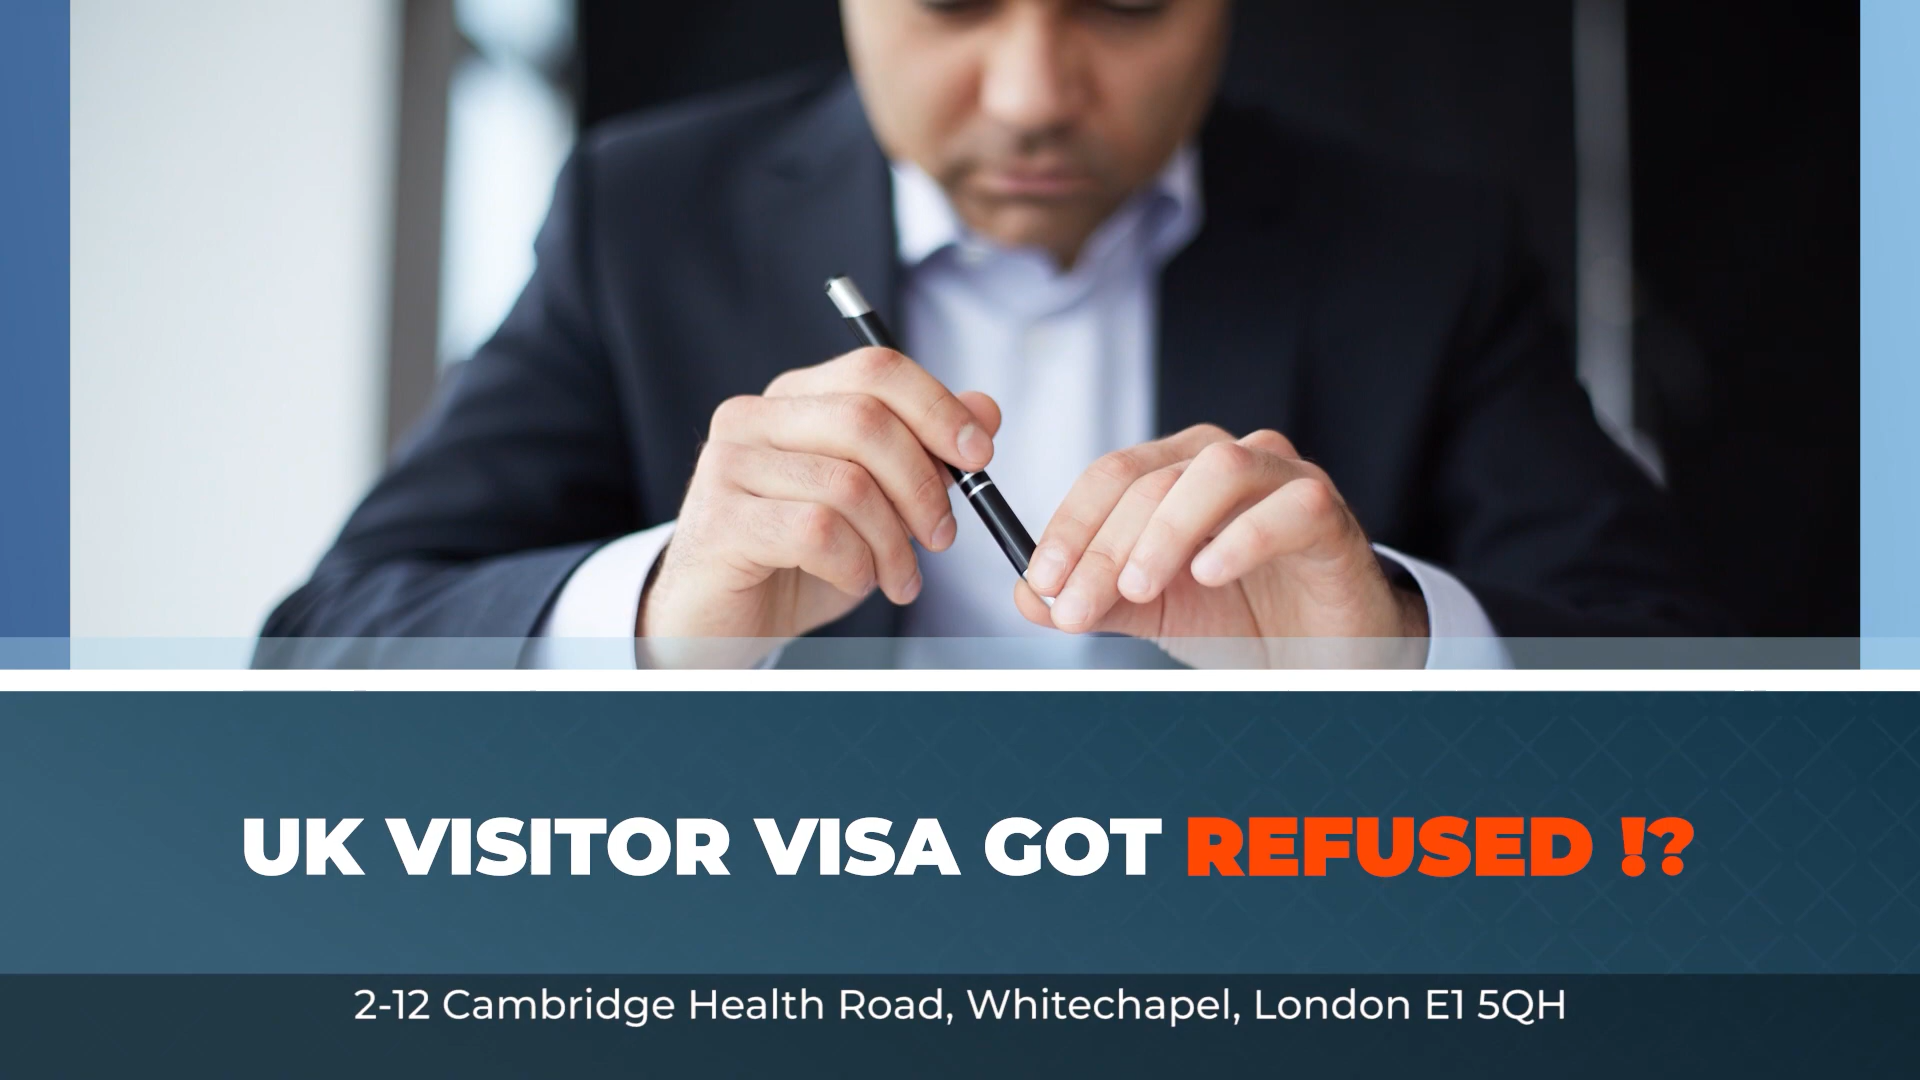 UK VISITOR VISA GOT REFUSED !?
2-12 Cambridge Health Road, Whitechapel, London E1 5QH